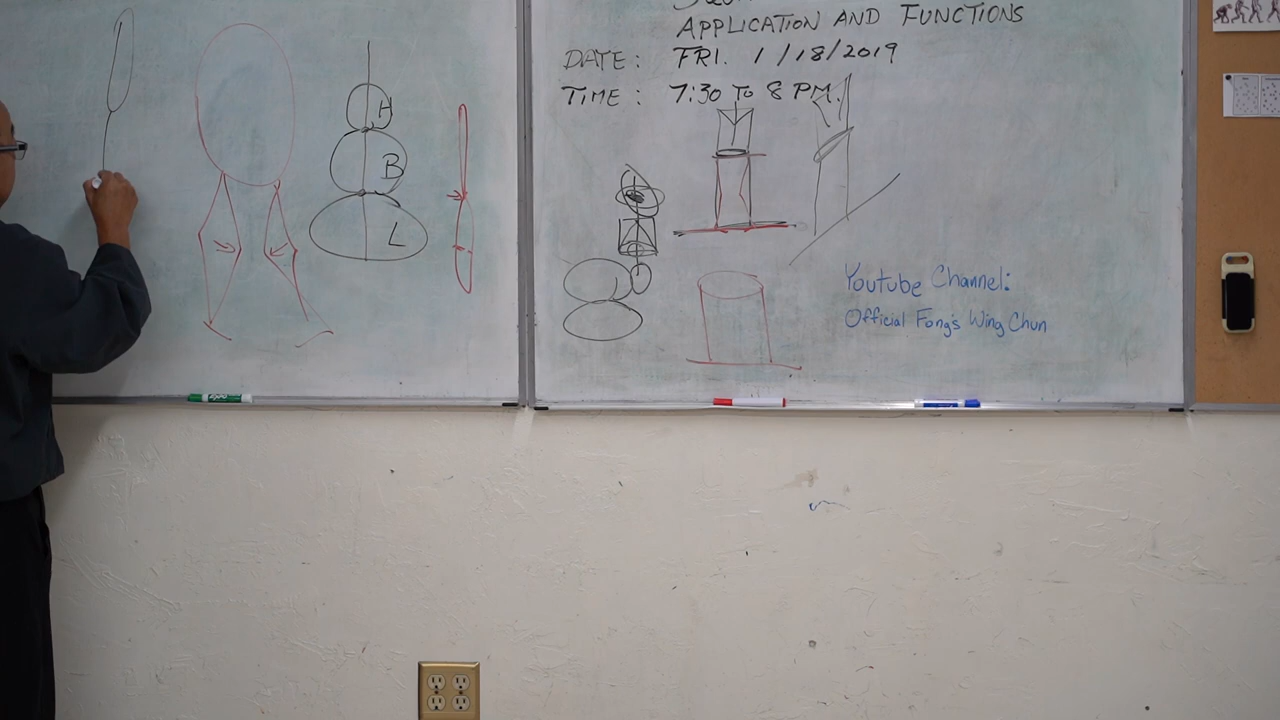 APPLICATION AND FUNCTIONS
DATE: FRI. 1/18/2019
TIME: 7:30 TO 8 PM.
H
B
L
Youtube Channel:
Official Fong's Wing Chun